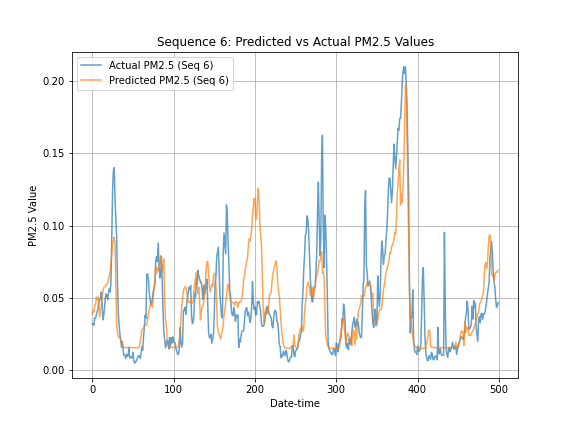 Sequence 6: Predicted vs Actual PM2.5 Values
Actual PM2.5 (Seq 6)
Predicted PM2.5 (Seq 6)
PM2.5 Value
0.20
0.15
0.10
0.05
0.00
0 100 200 300 400 500
Date-time